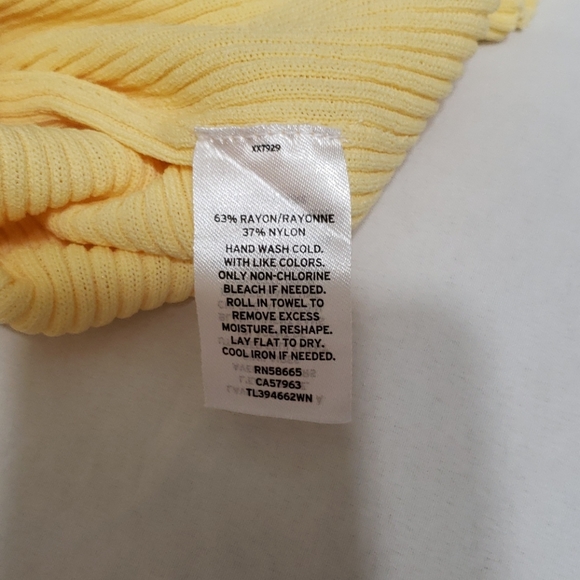 XXT929
63% RAYON/RAYONNE
37% NYLON
HAND WASH COLD.
WITH LIKE COLORS.
ONLY NON-CHLORINE
BLEACH IF NEEDED.
ROLL IN TOWEL TO
REMOVE EXCESS
MOISTURE. RESHAPE.
LAY FLAT TO DRY.
COOL IRON IF NEEDED.
RN58665
CA57963
TL394662WN